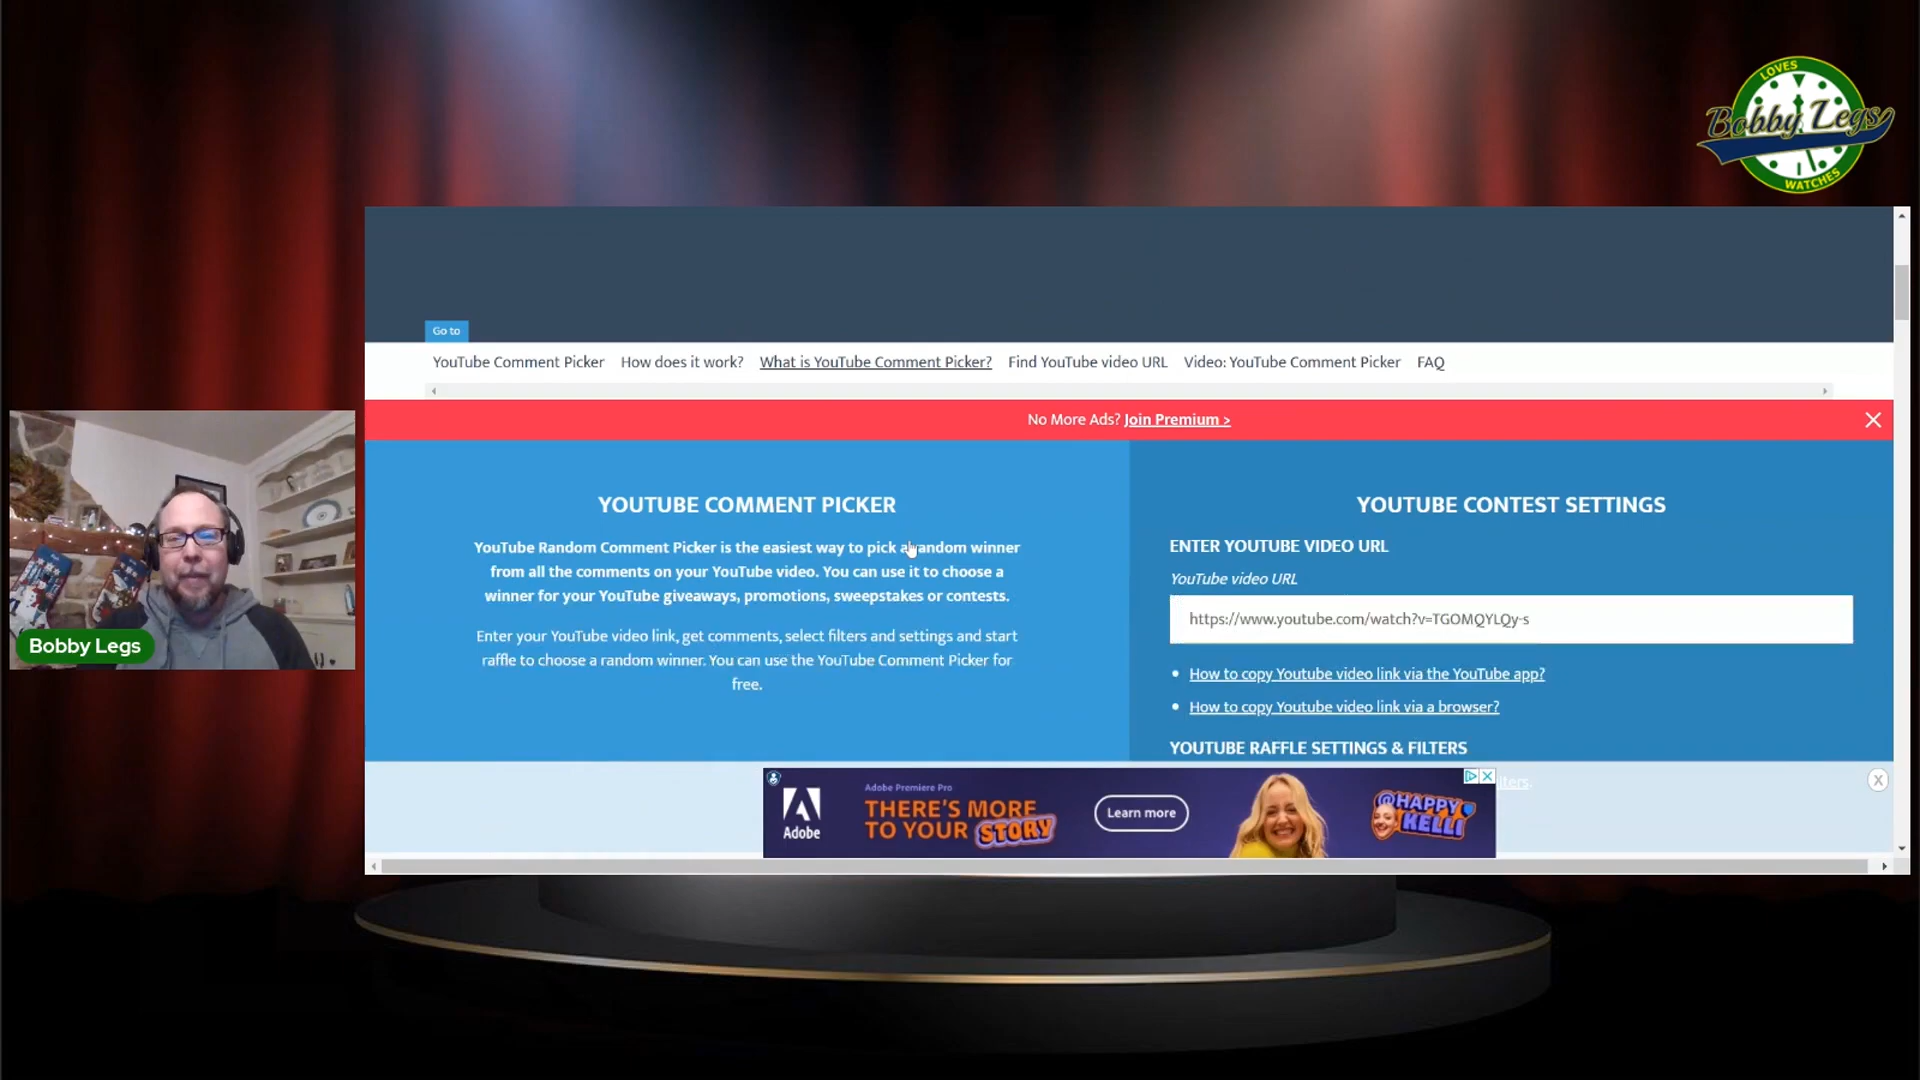 LOVES
Bobby Legs
WATCHES
Go to
YouTube Comment Picker How does it work? What is YouTube Comment Picker? Find YouTube video URL Video: YouTube Comment Picker FAQ
No More Ads? Join Premium >
YOUTUBE COMMENT PICKER
YouTube Random Comment Picker is the easiest way to pick a random winner
from all the comments on your YouTube video. You can use it to choose a
winner for your YouTube giveaways, promotions, sweepstakes or contests.
Enter your YouTube video link, get comments, select filters and settings and start
raffle to choose a random winner. You can use the YouTube Comment Picker for
free.
YOUTUBE CONTEST SETTINGS
ENTER YOUTUBE VIDEO URL
YouTube video URL
https://www.youtube.com/watch?v=TGOMQYLQy-s
How to copy Youtube video link via the YouTube app?
How to copy Youtube video link via a browser?
YOUTUBE RAFFLE SETTINGS & FILTERS
Bobby Legs
Adobe
Adobe Premiere Pro
THERE'S MORE
TO YOUR STORY
Learn more
@HAPPY
KELLI
X